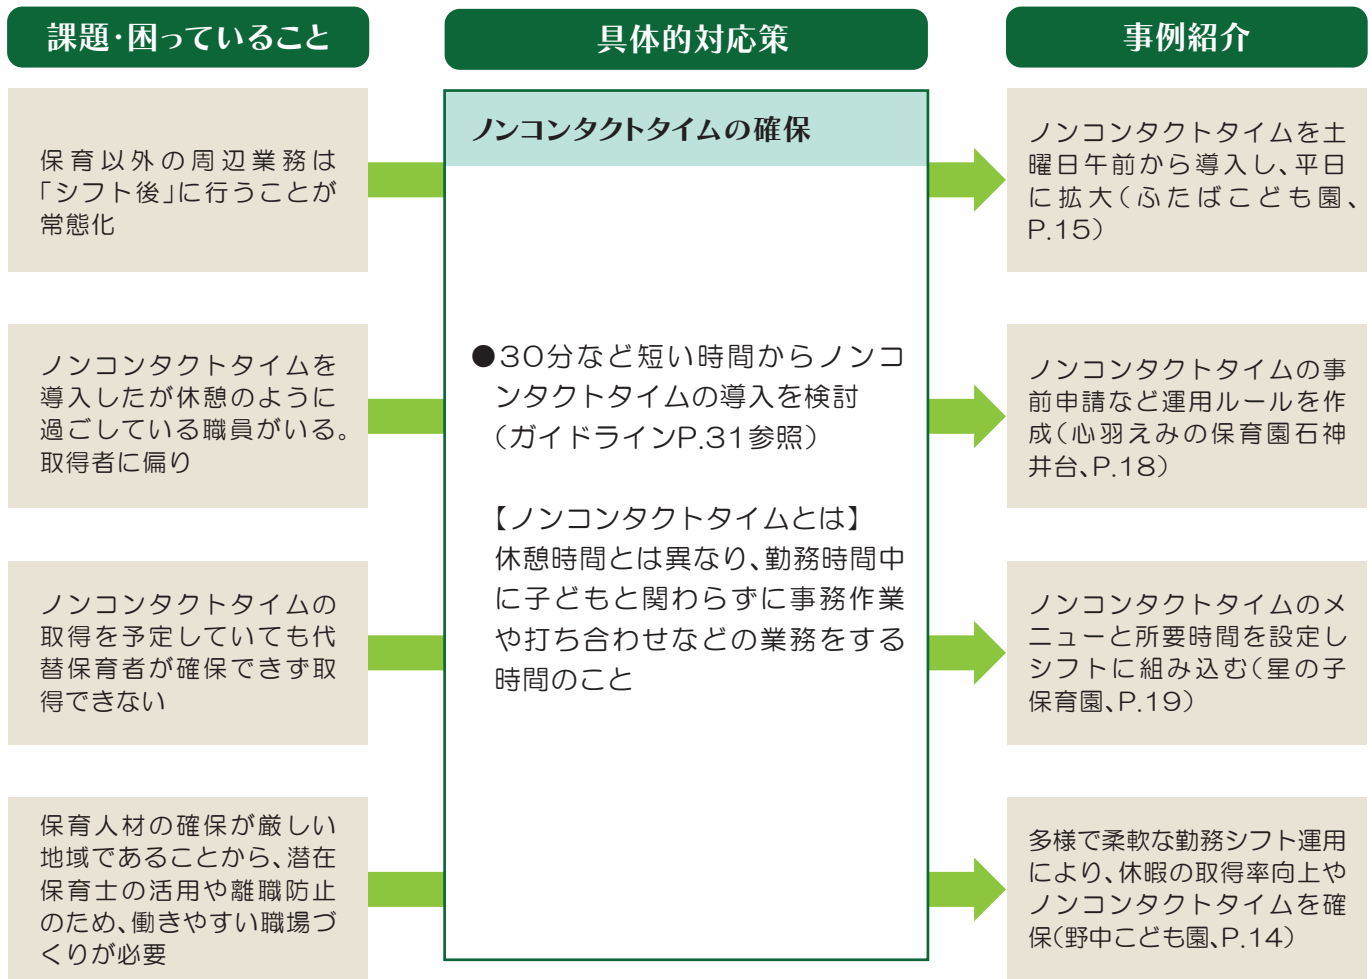 課題・困っていること
具体的対応策
事例紹介
保育以外の周辺業務は
「シフト後」に行うことが
常態化
ノンコンタクトタイムを
導入したが休憩のように
過ごしている職員がいる。
取得者に偏り
ノンコンタクトタイムの
取得を予定していても代
替保育者が確保できず取
得できない
保育人材の確保が厳しい
地域であることから、潜在
保育士の活用や離職防止
のため、働きやすい職場づ
くりが必要
ノンコンタクトタイムの確保
●30分など短い時間からノンコ
ンタクトタイムの導入を検討
（ガイドラインP.31参照）
【ノンコンタクトタイムとは】
休憩時間とは異なり、勤務時間中
に子どもと関わらずに事務作業
や打ち合わせなどの業務をする
時間のこと
ノンコンタクトタイムを土
曜日午前から導入し、平日
に拡大（ふたばこども園、
P.15）
ノンコンタクトタイムの事
前申請など運用ルールを作
成（心羽えみの保育園石神
井台、P.18）
ノンコンタクトタイムのメ
ニューと所要時間を設定し
シフトに組み込む（星の子
保育園、P.19）
多様で柔軟な勤務シフト運用
により、休暇の取得率向上や
ノンコンタクトタイムを確
保（野中こども園、P.14）